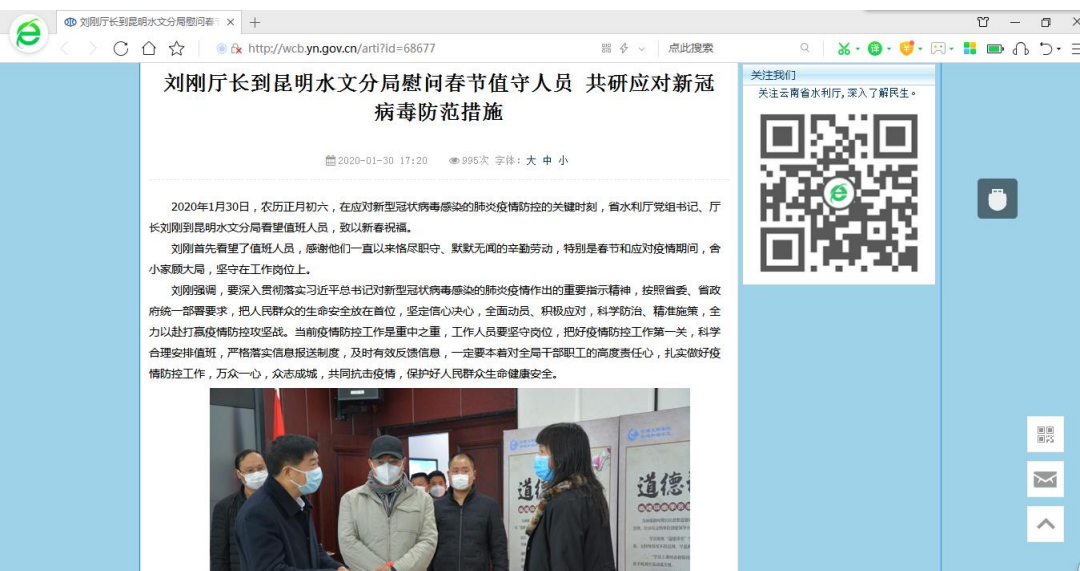 刘刚厅长到昆明水文分局慰问春节
http://wcb.yn.gov.cn/arti?id=68677
点此搜索
刘刚厅长到昆明水文分局慰问春节值守人员 共研应对新冠
病毒防范措施
2020-01-30 17:20 995次 字体: 大 中 小
2020年1月30日，农历正月初六，在应对新型冠状病毒感染的肺炎疫情防控的关键时刻，省水利厅党组书记、厅
长刘刚到昆明水文分局看望值班人员，致以新春祝福。
刘刚首先看望了值班人员，感谢他们一直以来恪尽职守、默默无闻的辛勤劳动，特别是春节和应对疫情期间，舍
小家顾大局，坚守在工作岗位上。
刘刚强调，要深入贯彻落实习近平总书记对新型冠状病毒感染的肺炎疫情作出的重要指示精神，按照省委、省政
府统一部署要求，把人民群众的生命安全放在首位，坚定信心决心，全面动员、积极应对，科学防治、精准施策，全
力以赴打赢疫情防控攻坚战。当前疫情防控工作是重中之重，工作人员要坚守岗位，把好疫情防控工作第一关，科学
合理安排值班，严格落实信息报送制度，及时有效反馈信息，一定要本着对全局干部职工的高度责任心，扎实做好疫
情防控工作，万众一心，众志成城，共同抗击疫情，保护好人民群众生命健康安全。
关注我们
关注云南省水利厅,深入了解民生。
道德
道德